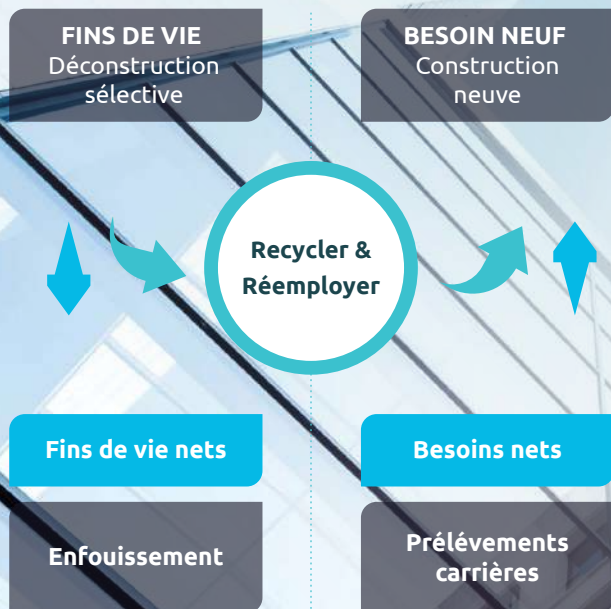 FINS DE VIE
Déconstruction
sélective
BESOIN NEUF
Construction
neuve
Recycler &
Réemployer
Fins de vie nets
Besoins nets
Enfouissement
Prélévements
carrières